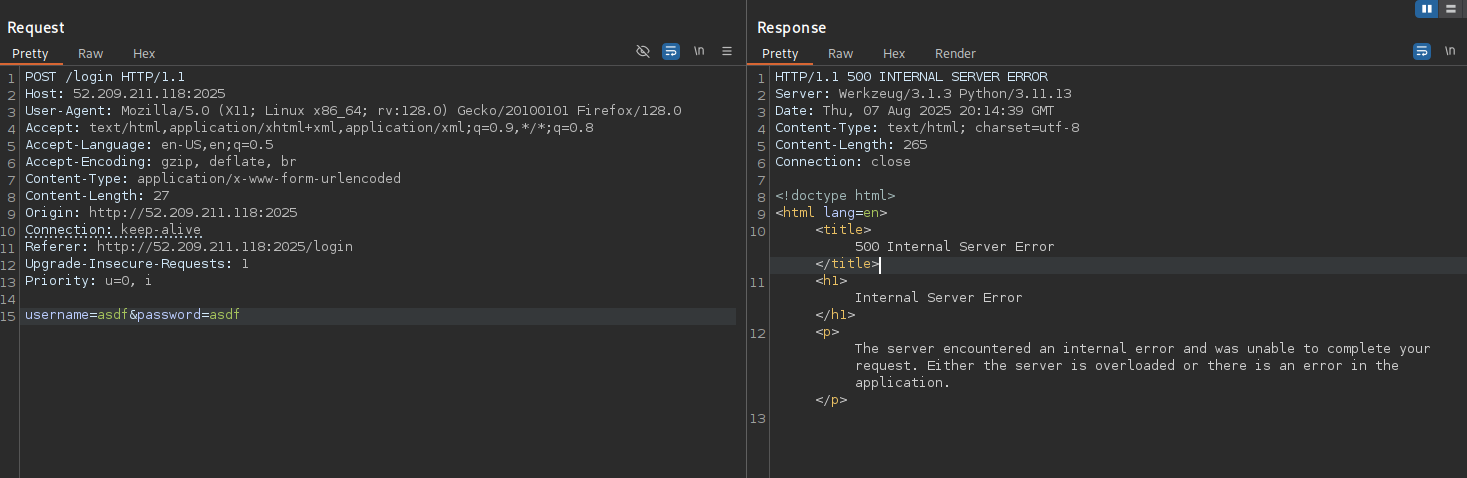 Request
Pretty Raw Hex
\n
1 POST /login HTTP/1.1
2 Host: 52.209.211.118:2025
3 User-Agent: Mozilla/5.0 (X11; Linux x86_64; rv:128.0) Gecko/20100101 Firefox/128.0
4 Accept: text/html,application/xhtml+xml,application/xml;q=0.9,*/*;q=0.8
5 Accept-Language: en-US,en;q=0.5
6 Accept-Encoding: gzip, deflate, br
7 Content-Type: application/x-www-form-urlencoded
8 Content-Length: 27
9 Origin: http://52.209.211.118:2025
10 Connection: keep-alive
11 Referer: http://52.209.211.118:2025/login
12 Upgrade-Insecure-Requests: 1
13 Priority: u=0, i
14
15 username=asdf&password=asdf
Response
Pretty Raw Hex Render
\n
1 HTTP/1.1 500 INTERNAL SERVER ERROR
2 Server: Werkzeug/3.1.3 Python/3.11.13
3 Date: Thu, 07 Aug 2025 20:14:39 GMT
4 Content-Type: text/html; charset=utf-8
5 Content-Length: 265
6 Connection: close
7
8 <!doctype html>
9 <html lang=en>
10 <title>
500 Internal Server Error
</title>
11 <h1>
Internal Server Error
</h1>
12 <p>
The server encountered an internal error and was unable to complete your
request. Either the server is overloaded or there is an error in the
application.
</p>
13